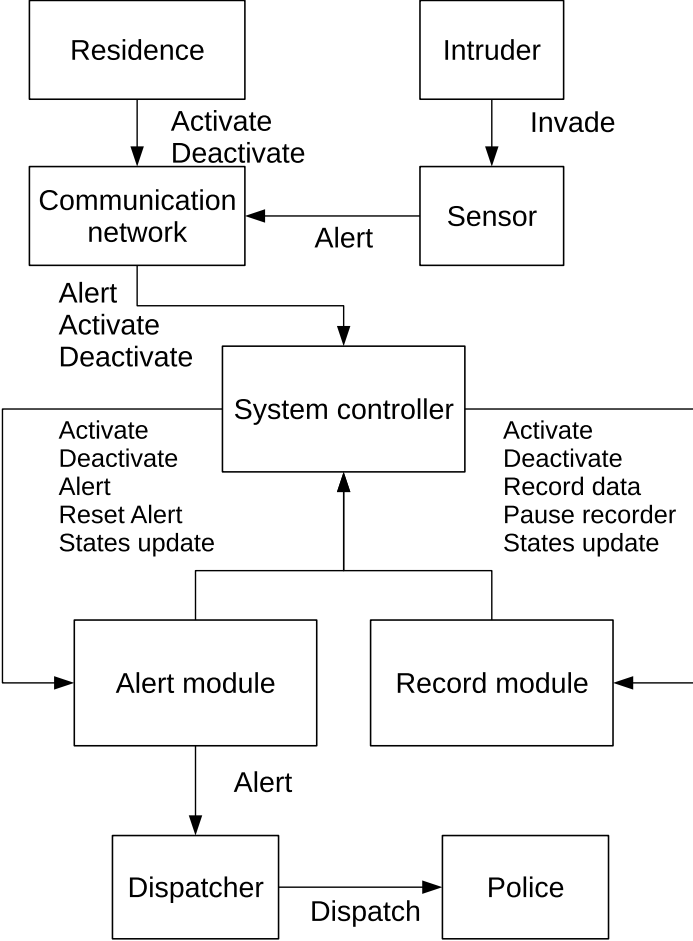 Residence
Intruder
Activate
Deactivate
Invade
Communication
network
Sensor
Alert
Alert
Activate
Deactivate
System controller
Activate
Deactivate
Alert
Reset Alert
States update
Activate
Deactivate
Record data
Pause recorder
States update
Alert module
Record module
Alert
Dispatcher
Police
Dispatch